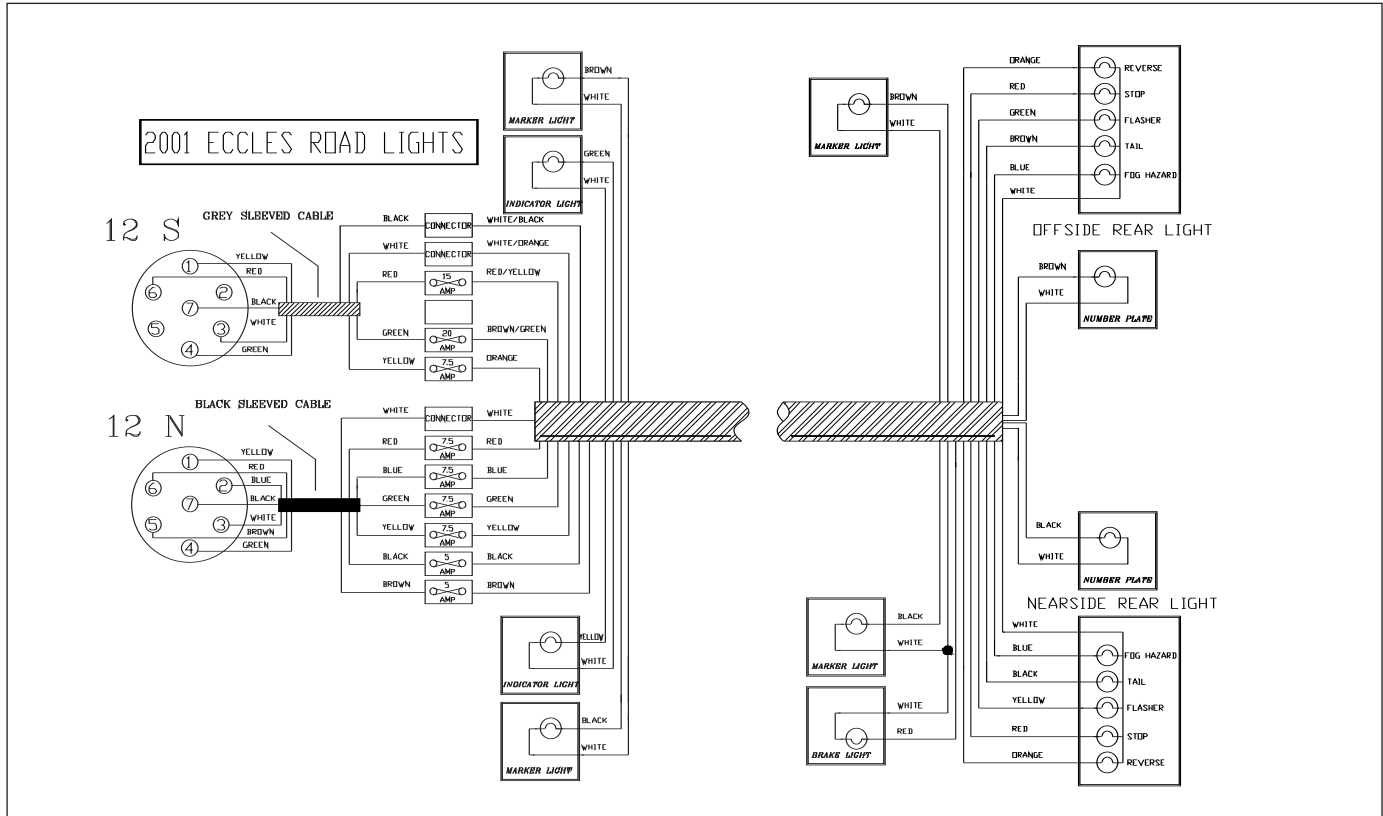 2001 ECCLES ROAD LIGHTS
12 S
GREY SLEEVED CABLE
YELLOW
RED
BLACK
WHITE
GREEN
1
2
3
4
5
6
7
BLACK CONNECTOR WHITE/BLACK
WHITE CONNECTOR WHITE/ORANGE
RED 15 AMP RED/YELLOW
GREEN 20 AMP BROWN/GREEN
YELLOW 7.5 AMP ORANGE
12 N
BLACK SLEEVED CABLE
YELLOW
RED
BLUE
BLACK
WHITE
BROWN
GREEN
1
2
3
4
5
6
7
WHITE CONNECTOR WHITE
RED 7.5 AMP RED
BLUE 7.5 AMP BLUE
GREEN 7.5 AMP GREEN
YELLOW 7.5 AMP YELLOW
BLACK 5 AMP BLACK
BROWN 5 AMP BROWN
BROWN
WHITE
MARKER LIGHT
GREEN
WHITE
INDICATOR LIGHT
YELLOW
WHITE
INDICATOR LIGHT
BLACK
WHITE
MARKER LIGHT
BROWN
WHITE
MARKER LIGHT
BLACK
WHITE
MARKER LIGHT
WHITE
RED
BRAKE LIGHT
ORANGE REVERSE
RED STOP
GREEN FLASHER
BROWN TAIL
BLUE FOG HAZARD
WHITE
OFFSIDE REAR LIGHT
BROWN
WHITE
NUMBER PLATE
BLACK
WHITE
NUMBER PLATE
NEARSIDE REAR LIGHT
WHITE
BLUE FOG HAZARD
BLACK TAIL
YELLOW FLASHER
RED STOP
ORANGE REVERSE